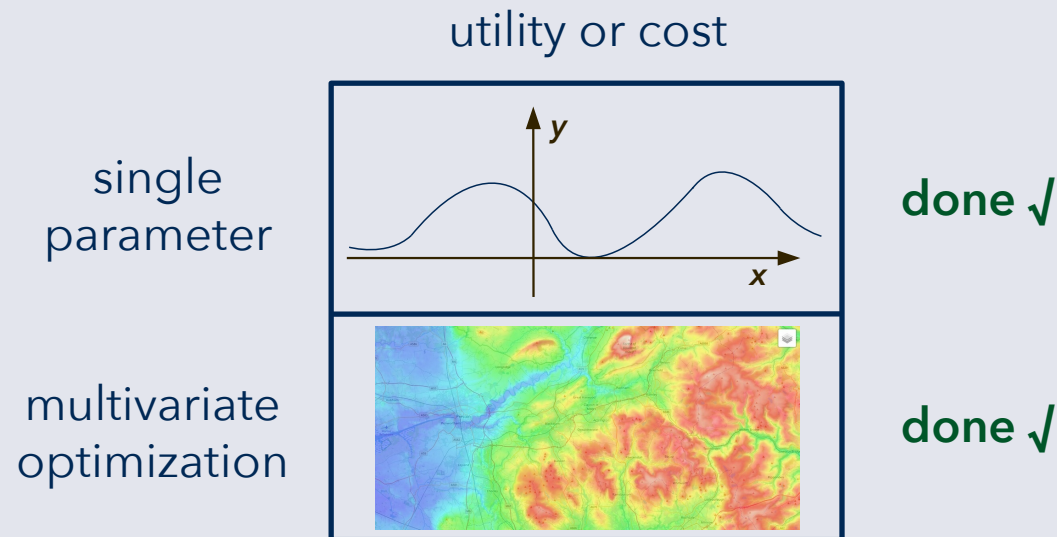 utility or cost
single
parameter
y
x
done √
multivariate
optimization
done √